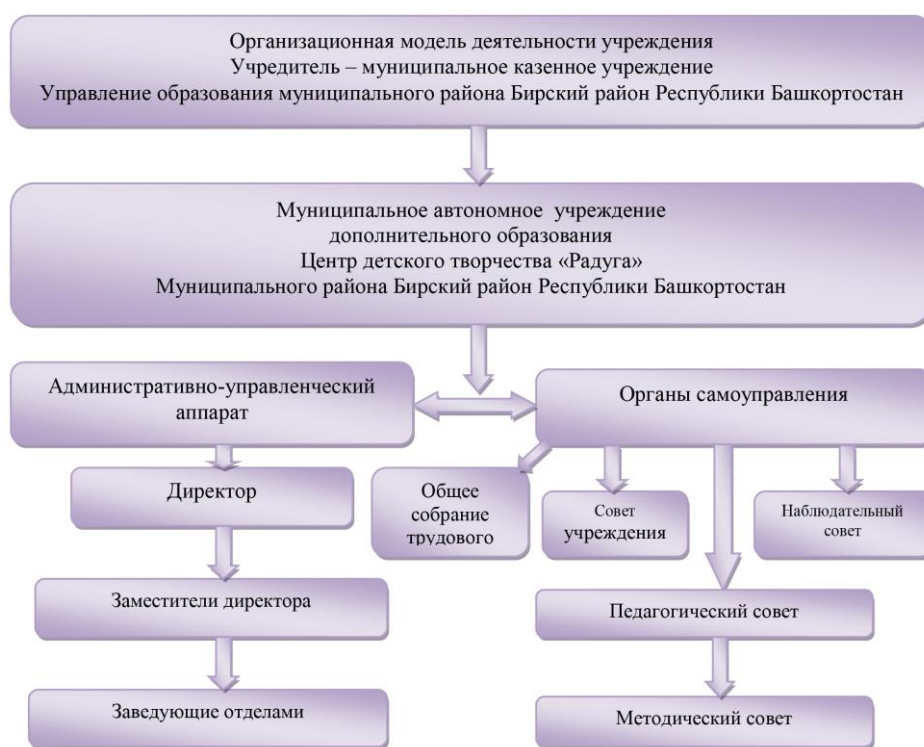 Организационная модель деятельности учреждения
Учредитель – муниципальное казенное учреждение
Управление образования муниципального района Бирский район Республики Башкортостан
Муниципальное автономное учреждение
дополнительного образования
Центр детского творчества «Радуга»
Муниципального района Бирский район Республики Башкортостан
Административно-управленческий
аппарат
Органы самоуправления
Директор
Общее
собрание
трудового
Совет
учреждения
Наблюдательный
совет
Заместители директора
Педагогический совет
Заведующие отделами
Методический совет